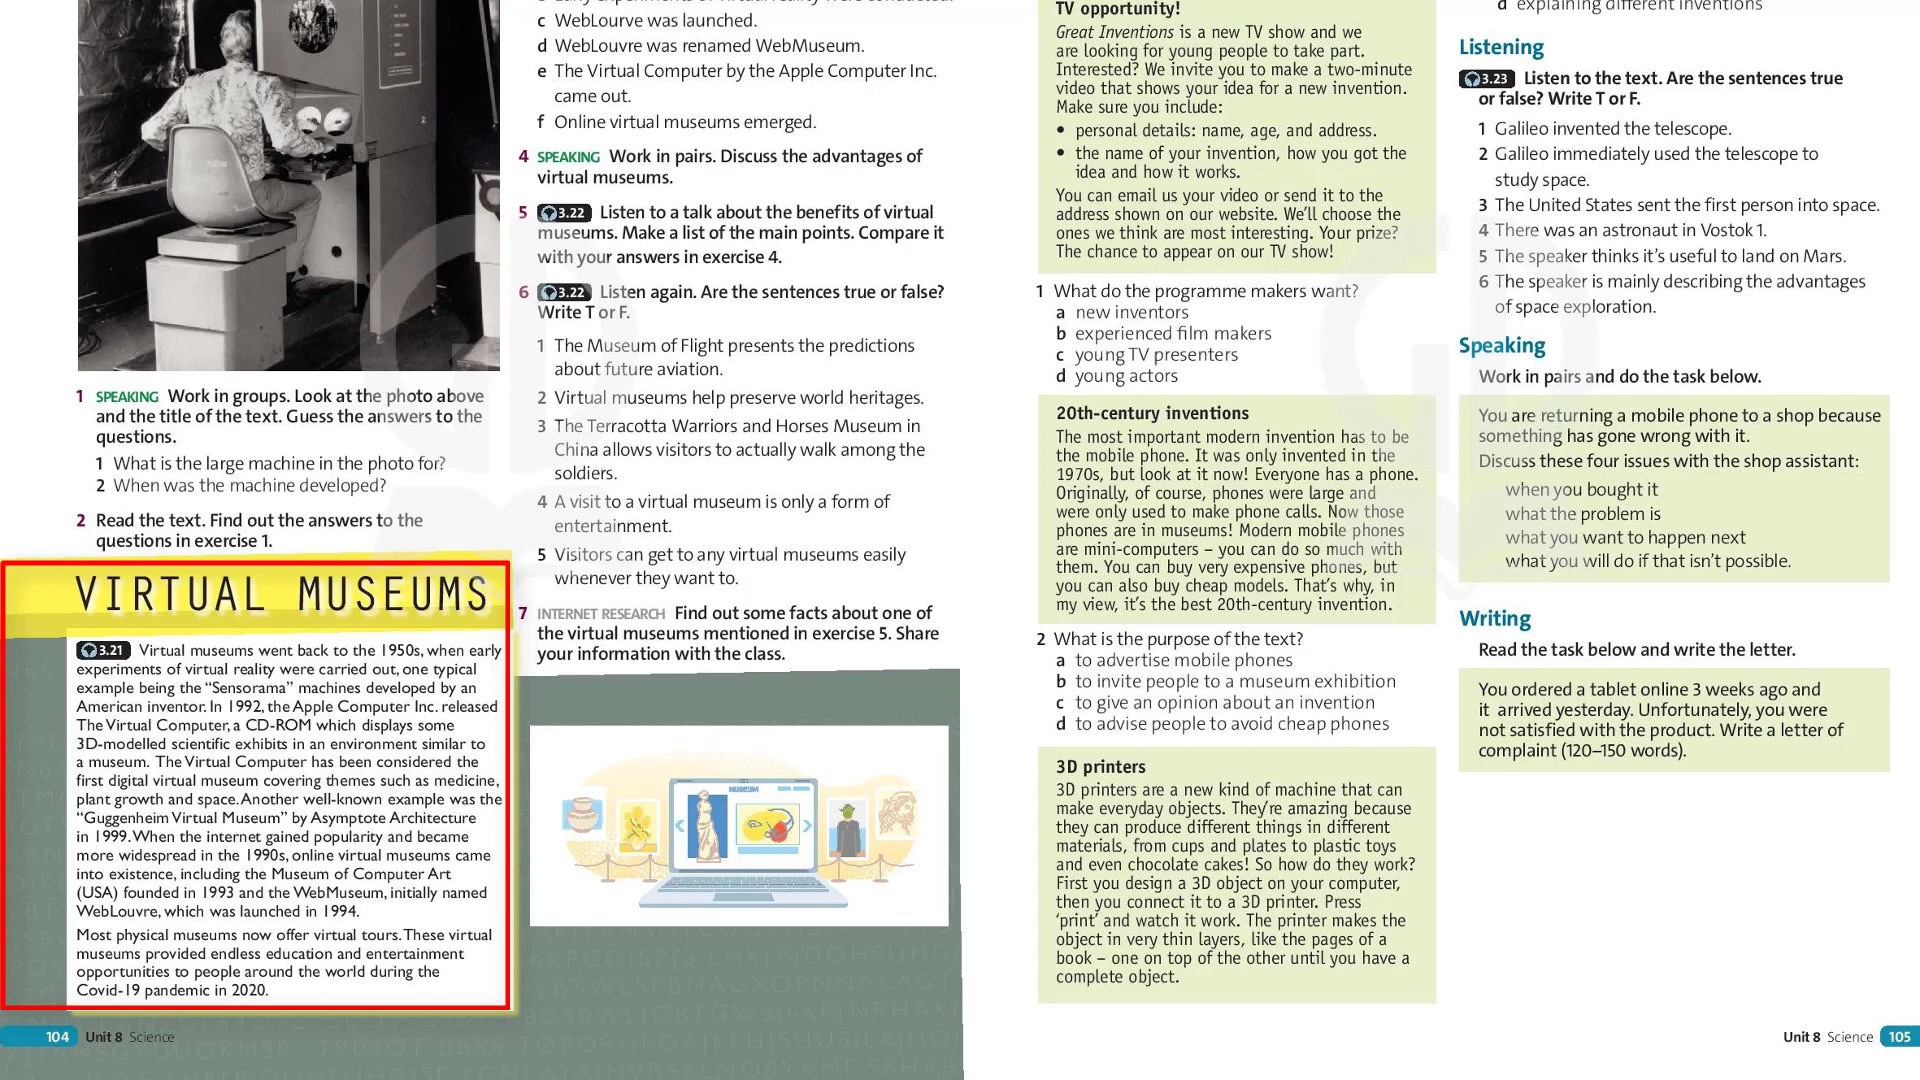 c WebLourve was launched.
d WebLouvre was renamed WebMuseum.
e The Virtual Computer by the Apple Computer Inc.
came out.
f Online virtual museums emerged.
4 SPEAKING Work in pairs. Discuss the advantages of
virtual museums.
5 3.22 Listen to a talk about the benefits of virtual
museums. Make a list of the main points. Compare it
with your answers in exercise 4.
6 3.22 Listen again. Are the sentences true or false?
Write T or F.
1 The Museum of Flight presents the predictions
about future aviation.
2 Virtual museums help preserve world heritages.
3 The Terracotta Warriors and Horses Museum in
China allows visitors to actually walk among the
soldiers.
4 A visit to a virtual museum is only a form of
entertainment.
5 Visitors can get to any virtual museums easily
whenever they want to.
7 INTERNET RESEARCH Find out some facts about one of
the virtual museums mentioned in exercise 5. Share
your information with the class.
MUSEUM
1 SPEAKING Work in groups. Look at the photo above
and the title of the text. Guess the answers to the
questions.
1 What is the large machine in the photo for?
2 When was the machine developed?
2 Read the text. Find out the answers to the
questions in exercise 1.
VIRTUAL MUSEUMS
3.21 Virtual museums went back to the 1950s, when early
experiments of virtual reality were carried out, one typical
example being the “Sensorama” machines developed by an
American inventor. In 1992, the Apple Computer Inc. released
The Virtual Computer, a CD-ROM which displays some
3D-modelled scientific exhibits in an environment similar to
a museum. The Virtual Computer has been considered the
first digital virtual museum covering themes such as medicine,
plant growth and space. Another well-known example was the
“Guggenheim Virtual Museum” by Asymptote Architecture
in 1999. When the internet gained popularity and became
more widespread in the 1990s, online virtual museums came
into existence, including the Museum of Computer Art
(USA) founded in 1993 and the WebMuseum, initially named
WebLouvre, which was launched in 1994.
Most physical museums now offer virtual tours. These virtual
museums provided endless education and entertainment
opportunities to people around the world during the
Covid-19 pandemic in 2020.
104 Unit 8 Science
TV opportunity!
Great Inventions is a new TV show and we
are looking for young people to take part.
Interested? We invite you to make a two-minute
video that shows your idea for a new invention.
Make sure you include:
• personal details: name, age, and address.
• the name of your invention, how you got the
idea and how it works.
You can email us your video or send it to the
address shown on our website. We’ll choose the
ones we think are most interesting. Your prize?
The chance to appear on our TV show!
1 What do the programme makers want?
a new inventors
b experienced film makers
c young TV presenters
d young actors
20th-century inventions
The most important modern invention has to be
the mobile phone. It was only invented in the
1970s, but look at it now! Everyone has a phone.
Originally, of course, phones were large and
were only used to make phone calls. Now those
phones are in museums! Modern mobile phones
are mini-computers – you can do so much with
them. You can buy very expensive phones, but
you can also buy cheap models. That’s why, in
my view, it’s the best 20th-century invention.
2 What is the purpose of the text?
a to advertise mobile phones
b to invite people to a museum exhibition
c to give an opinion about an invention
d to advise people to avoid cheap phones
3D printers
3D printers are a new kind of machine that can
make everyday objects. They’re amazing because
they can produce different things in different
materials, from cups and plates to plastic toys
and even chocolate cakes! So how do they work?
First you design a 3D object on your computer,
then you connect it to a 3D printer. Press
‘print’ and watch it work. The printer makes the
object in very thin layers, like the pages of a
book – one on top of the other until you have a
complete object.
d explaining different inventions
Listening
3.23 Listen to the text. Are the sentences true
or false? Write T or F.
1 Galileo invented the telescope.
2 Galileo immediately used the telescope to
study space.
3 The United States sent the first person into space.
4 There was an astronaut in Vostok 1.
5 The speaker thinks it’s useful to land on Mars.
6 The speaker is mainly describing the advantages
of space exploration.
Speaking
Work in pairs and do the task below.
You are returning a mobile phone to a shop because
something has gone wrong with it.
Discuss these four issues with the shop assistant:
when you bought it
what the problem is
what you want to happen next
what you will do if that isn’t possible.
Writing
Read the task below and write the letter.
You ordered a tablet online 3 weeks ago and
it arrived yesterday. Unfortunately, you were
not satisfied with the product. Write a letter of
complaint (120–150 words).
Unit 8 Science 105